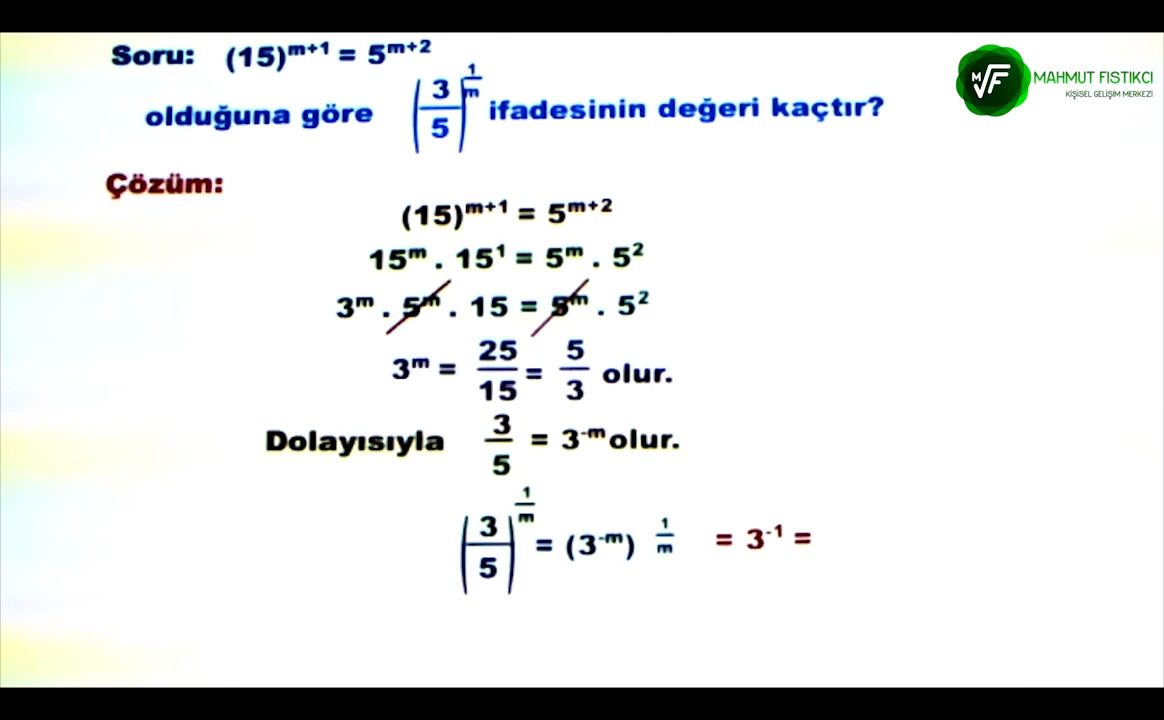 Soru: (15)^m+1 = 5^m+2
olduğuna göre (3/5)^1/m ifadesinin değeri kaçtır?
MVF
MAHMUT FISTIKCI
KİŞİSEL GELİŞİM MERKEZİ
Çözüm:
(15)^m+1 = 5^m+2
15^m . 15^1 = 5^m . 5^2
3^m . 5^m . 15 = 5^m . 5^2
3^m = 25/15 = 5/3 olur.
Dolayısıyla 3/5 = 3^-m olur.
(3/5)^1/m = (3^-m) 1/m = 3^-1 =